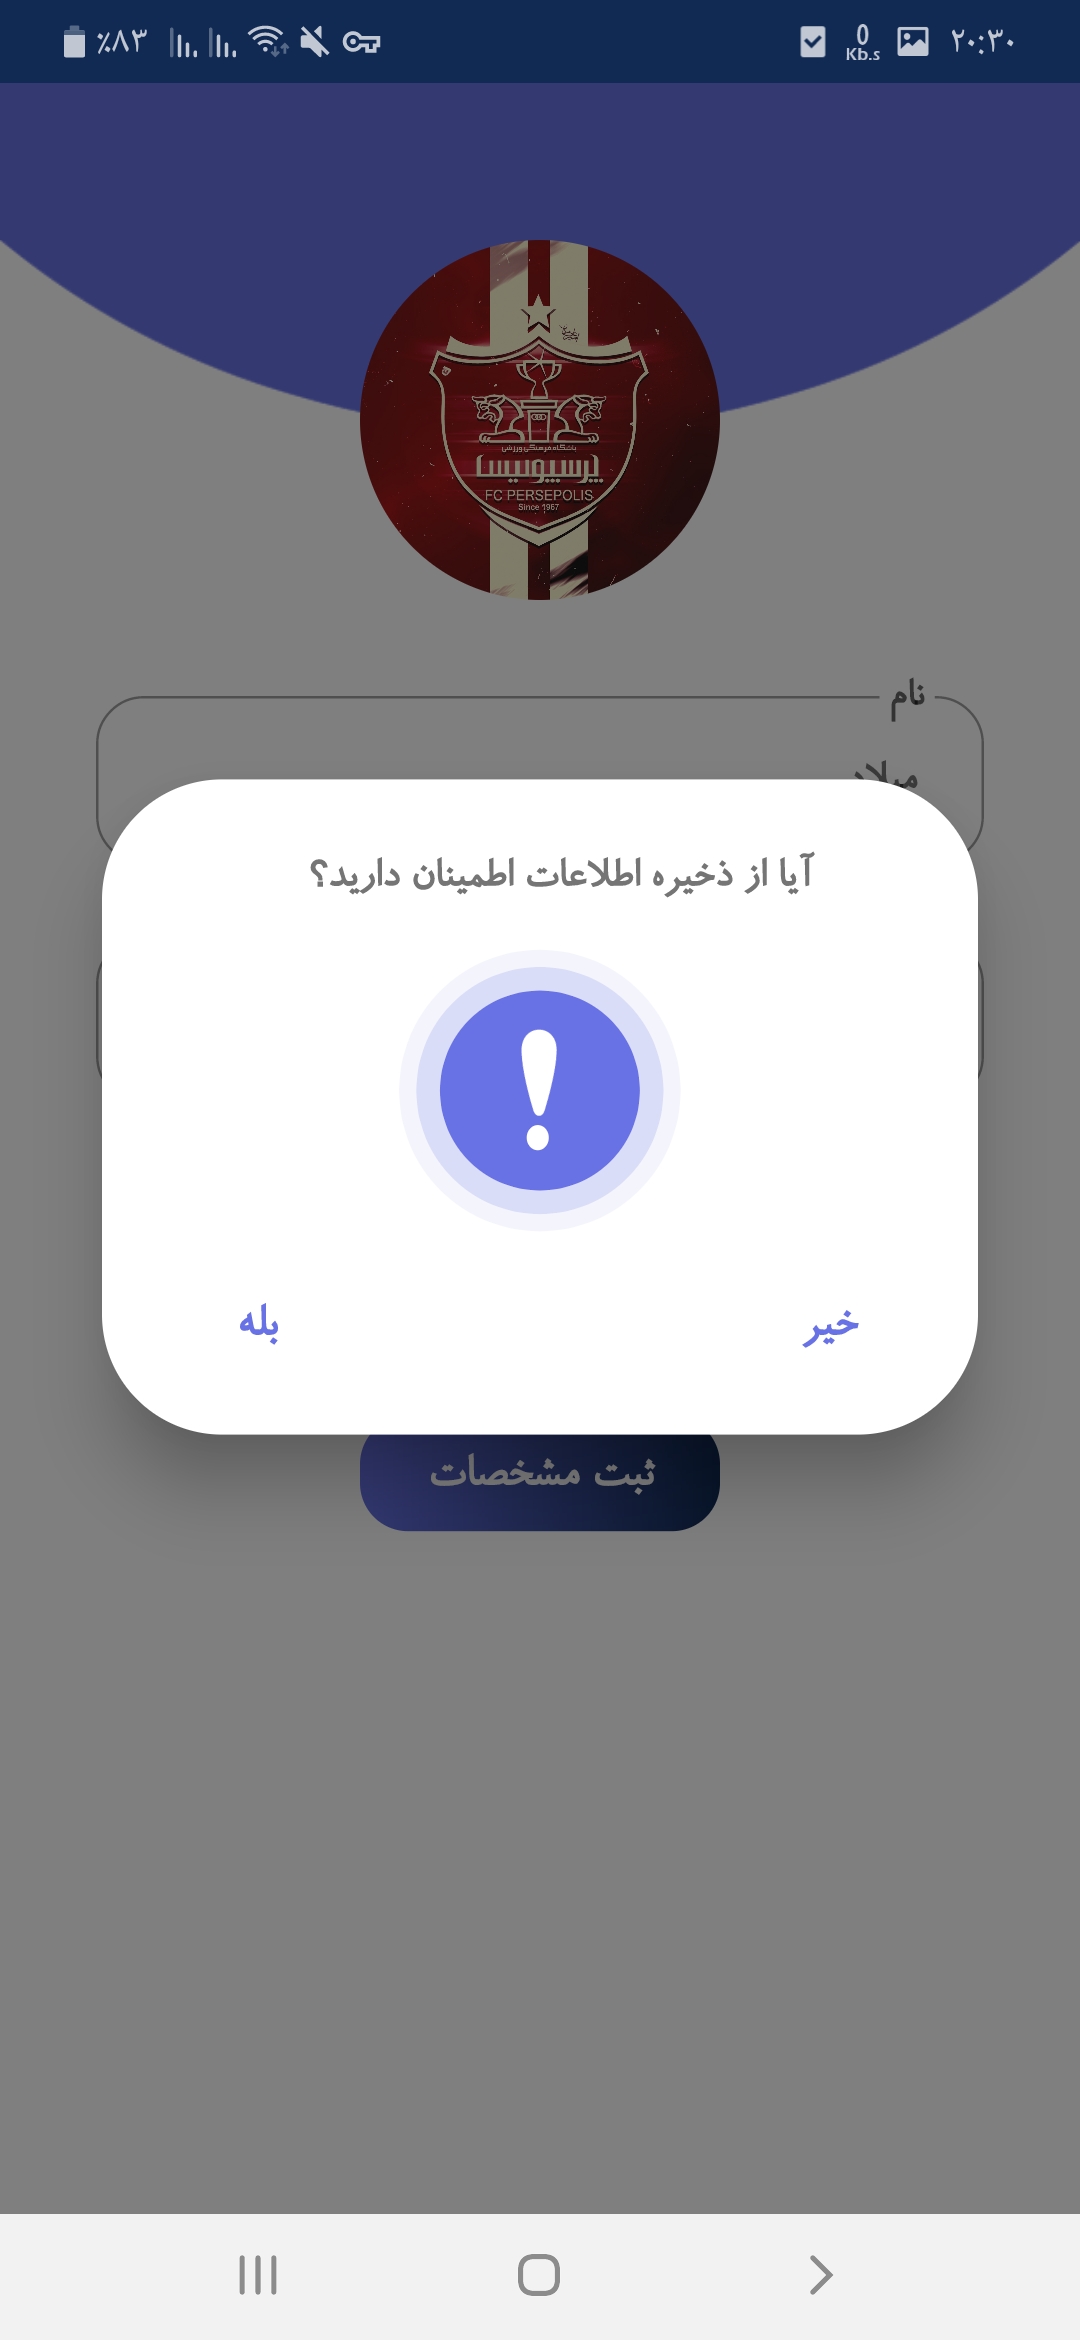 ٪۸۳
0
Kb.s
۲۰:۳۰
باشگاه فرهنگی ورزشی
پرسپولیس
FC PERSEPOLIS
Since 1967
نام
میلاد
آیا از ذخیره اطلاعات اطمینان دارید؟
خیر
بله
ثبت مشخصات